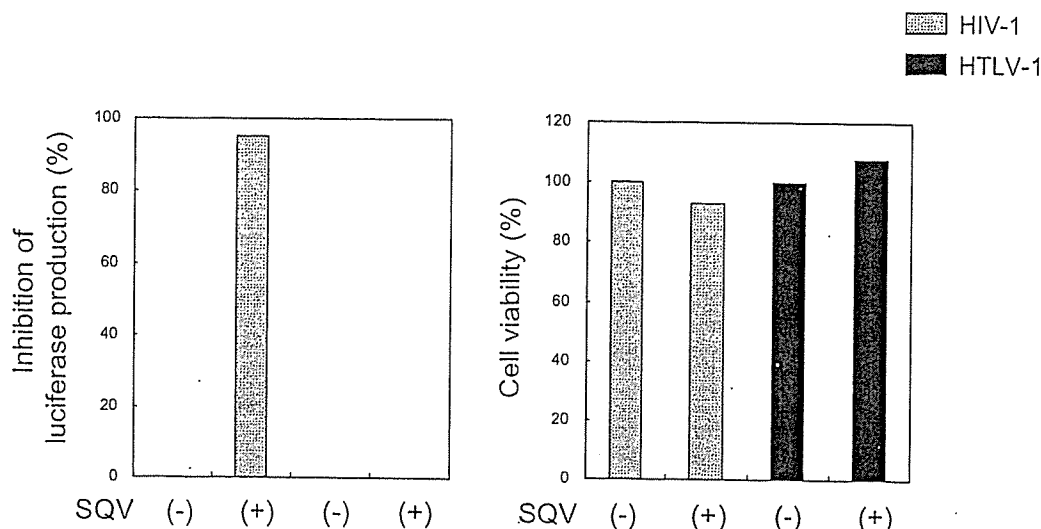 HIV-1
HTLV-1
Inhibition of
luciferase production (%)
100
80
60
40
20
0
SQV (-) (+) (-) (+)
Cell viability (%)
120
100
80
60
40
20
0
SQV (-) (+) (-) (+)